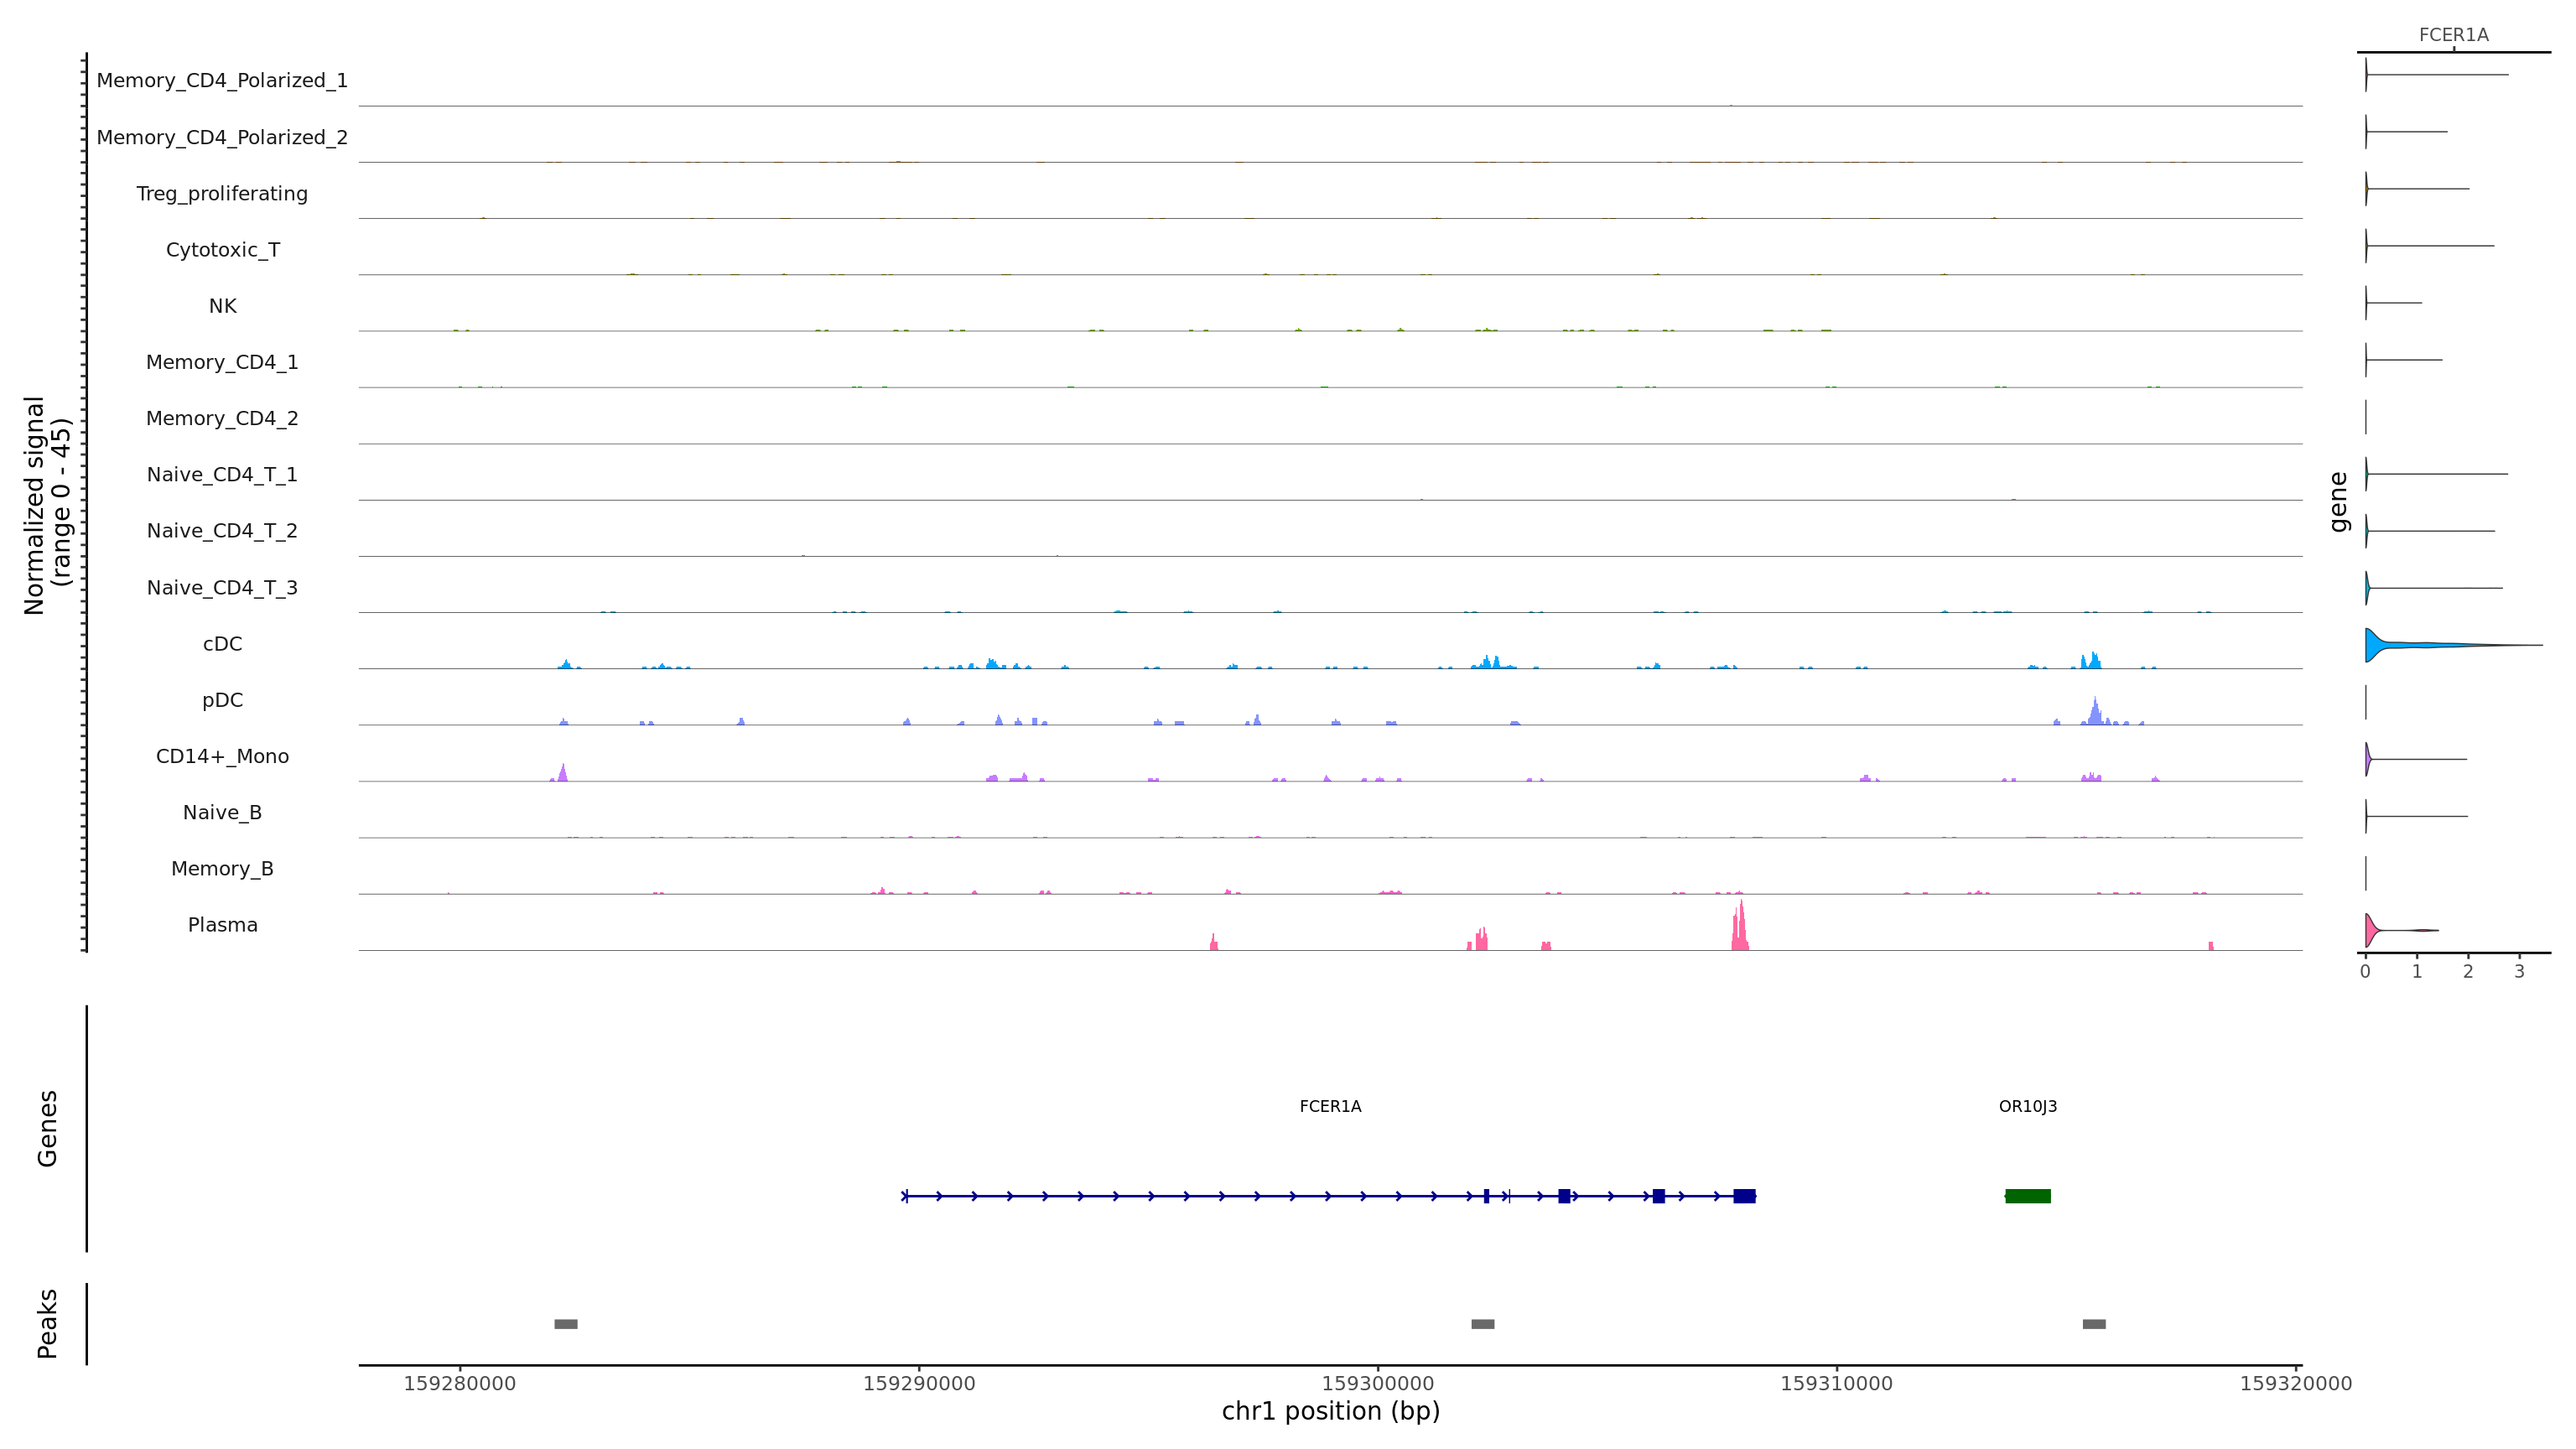 FCER1A
Memory_CD4_Polarized_1
Memory_CD4_Polarized_2
Treg_proliferating
Cytotoxic_T
NK
Memory_CD4_1
Memory_CD4_2
Naive_CD4_T_1
Naive_CD4_T_2
Naive_CD4_T_3
cDC
pDC
CD14+_Mono
Naive_B
Memory_B
Plasma
Normalized signal
(range 0 - 45)
gene
0 1 2 3
Genes
FCER1A
OR10J3
Peaks
159280000 159290000 159300000 159310000 159320000
chr1 position (bp)